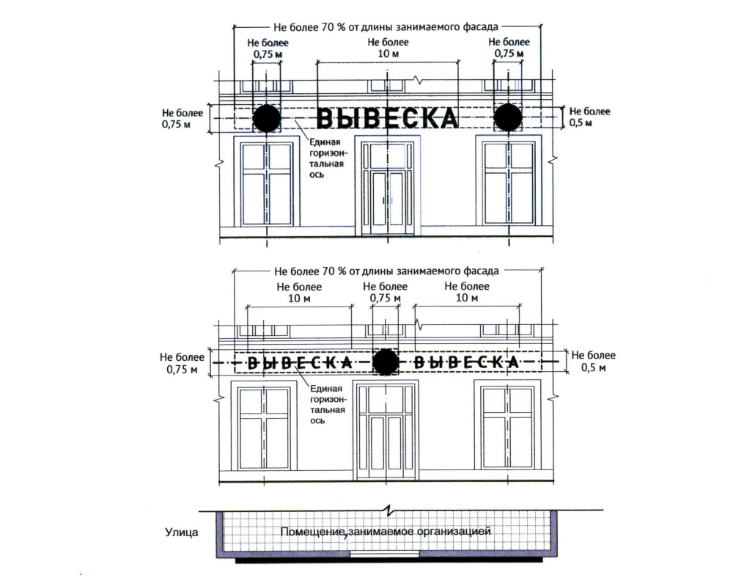 Не более 70 % от длины занимаемого фасада
Не более
0,75 м
Не более
10 м
Не более
0,75 м
Не более
0,75 м
ВЫВЕСКА
Не более
0,5 м
Единая
горизон-
тальная
ось
Не более 70 % от длины занимаемого фасада
Не более
10 м
Не более
0,75 м
Не более
10 м
Не более
0,75 м
ВЫВЕСКА
ВЫВЕСКА
Не более
0,5 м
Единая
горизон-
тальная
ось
Улица
Помещение,занимаемое организацией